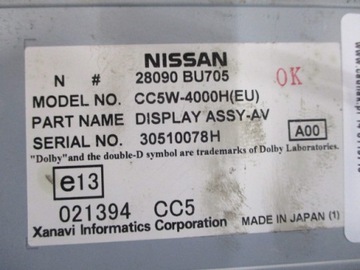 NISSAN
N # 28090 BU705
OK
MODEL NO. CC5W-4000H(EU)
PART NAME DISPLAY ASSY-AV
SERIAL NO. 30510078H
A00
"Dolby" and the double-D symbol are trademarks of Dolby Laboratories.
e13
021394 CC5
Xanavi Informatics Corporation MADE IN JAPAN (1)